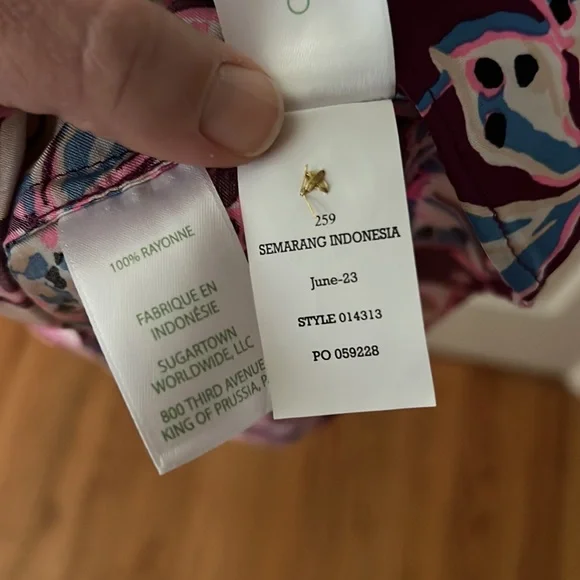 100% RAYONNE
FABRIQUE EN
INDONÉSIE
SUGARTOWN
WORLDWIDE, LLC
800 THIRD AVENUE
KING OF PRUSSIA, P
259
SEMARANG INDONESIA
June-23
STYLE 014313
PO 059228